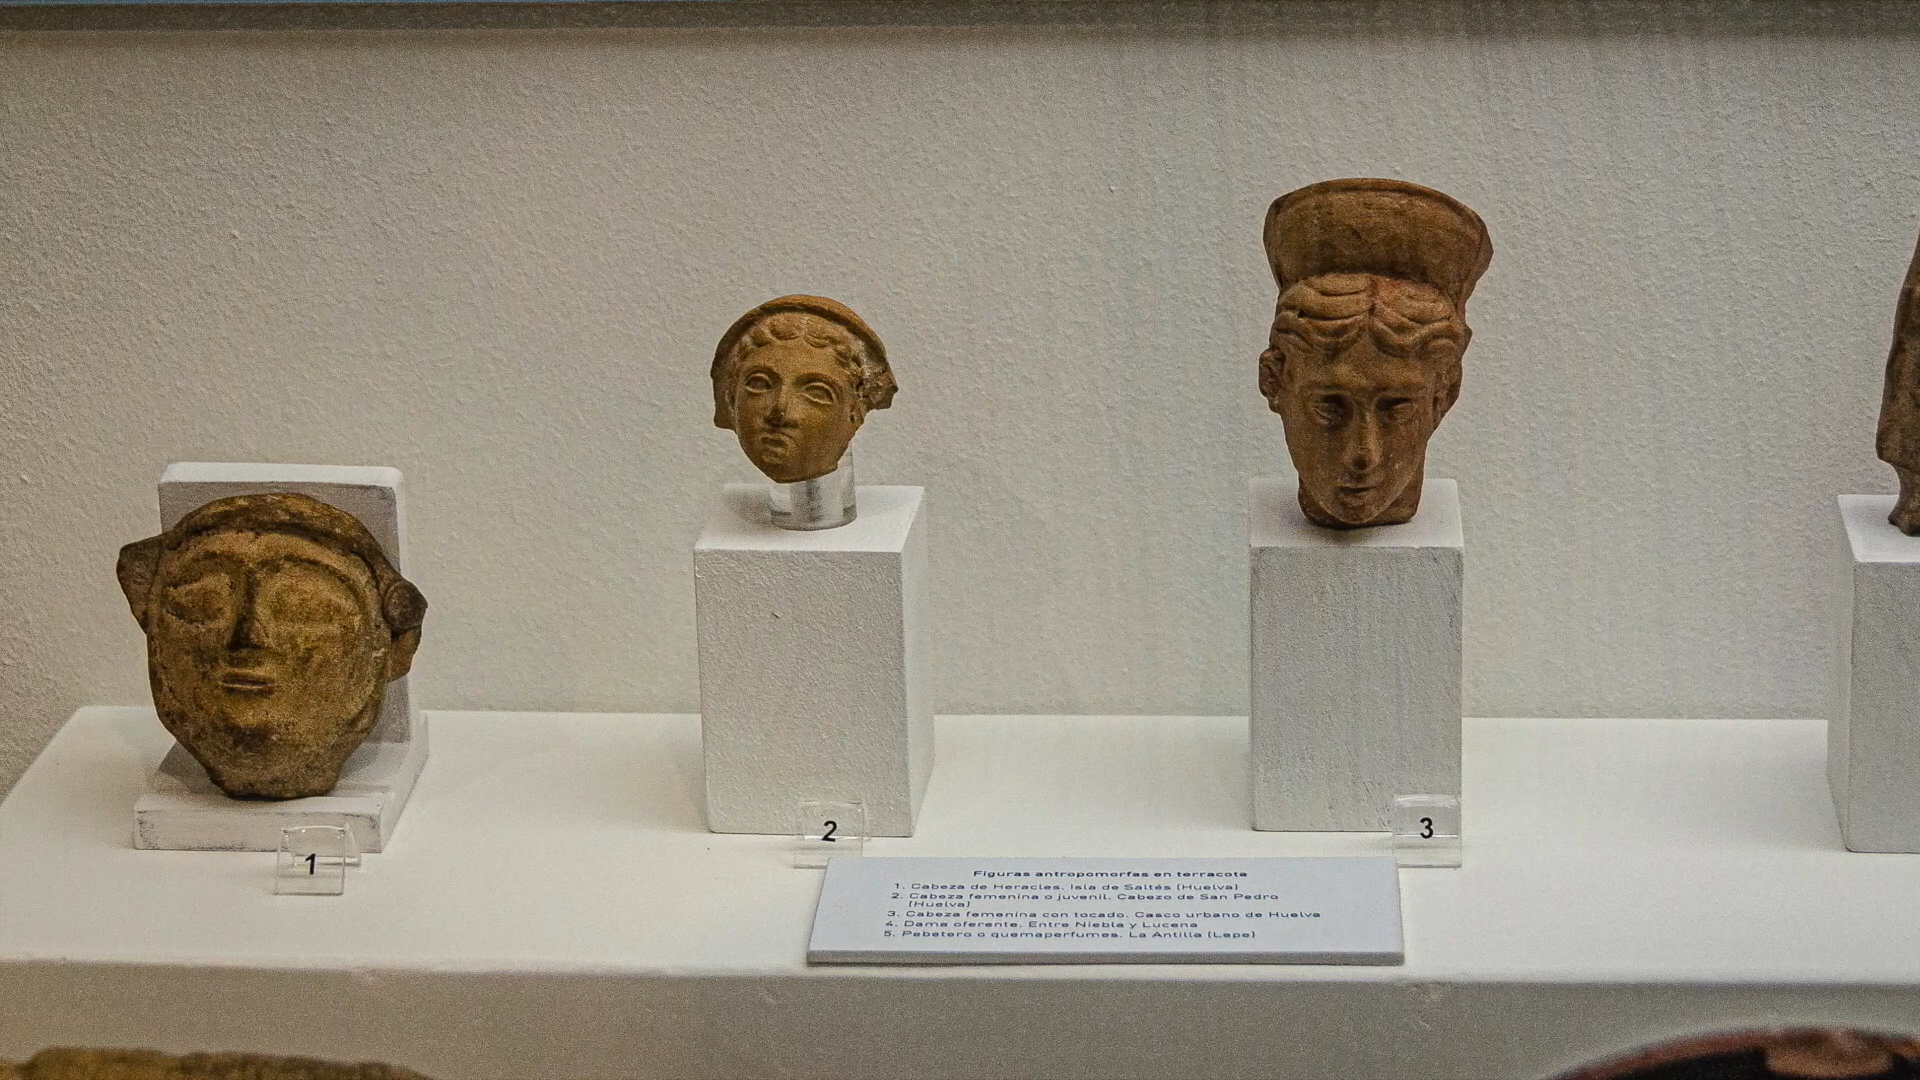 2
3
1
Figuras antropomorfas en terracota
1. Cabeza de Heracles. Isla de Saltés (Huelva)
2. Cabeza femenina o juvenil. Cabezo de San Pedro
(Huelva)
3. Cabeza femenina con tocado. Casco urbano de Huelva
4. Dama oferente. Entre Niebla y Lucena
5. Pebetero o quemaperfumes. La Antilla (Lepe)